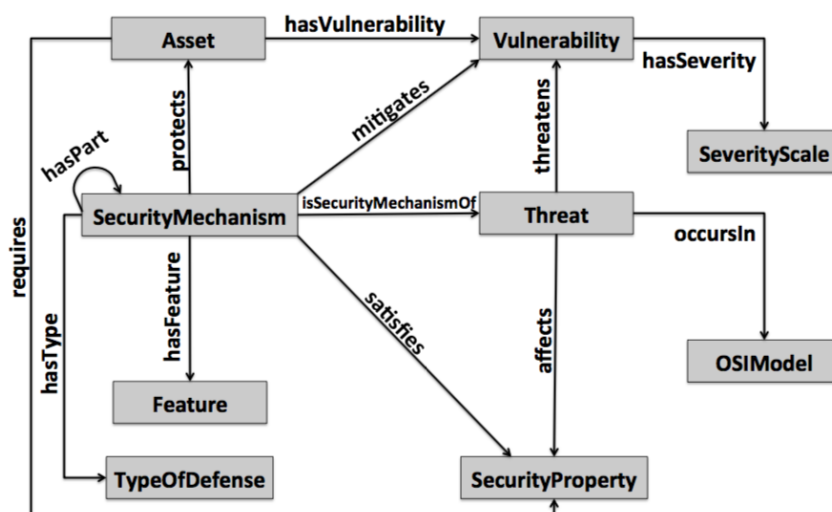 Asset
hasVulnerability
Vulnerability
hasSeverity
SeverityScale
protects
mitigates
threatens
hasPart
SecurityMechanism
isSecurityMechanismOf
Threat
occursIn
requires
hasType
hasFeature
satisfies
affects
OSIModel
Feature
TypeOfDefense
SecurityProperty